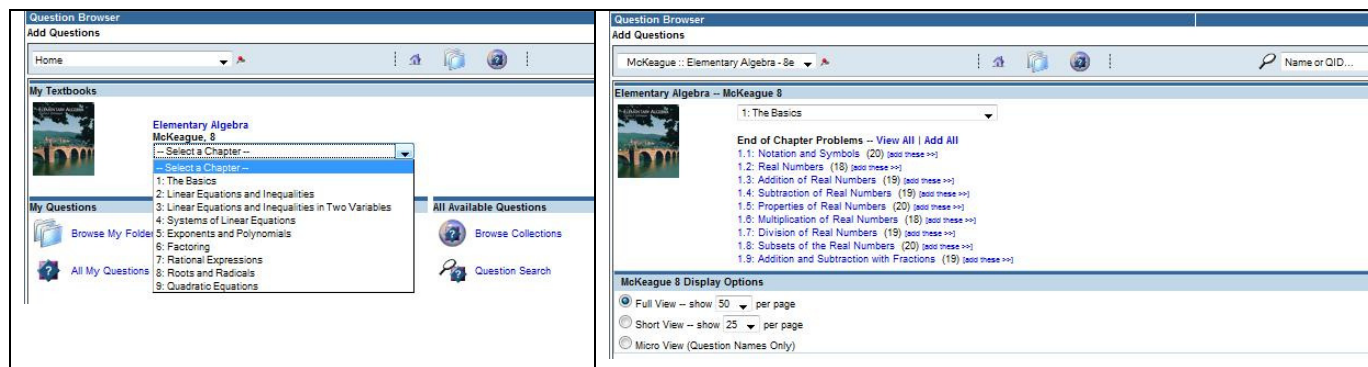 Question Browser
Add Questions
Home
My Textbooks
Elementary Algebra
McKeague, 8
-- Select a Chapter --
-- Select a Chapter --
1: The Basics
2: Linear Equations and Inequalities
3: Linear Equations and Inequalities in Two Variables
4: Systems of Linear Equations
5: Exponents and Polynomials
6: Factoring
7: Rational Expressions
8: Roots and Radicals
9: Quadratic Equations
My Questions
Browse My Folde
All My Questions
All Available Questions
Browse Collections
Question Search
Question Browser
Add Questions
McKeague :: Elementary Algebra - 8e
Name or QID...
Elementary Algebra -- McKeague 8
1: The Basics
End of Chapter Problems -- View All | Add All
1.1: Notation and Symbols (20) [add these >>]
1.2: Real Numbers (18) [add these >>]
1.3: Addition of Real Numbers (19) [add these >>]
1.4: Subtraction of Real Numbers (19) [add these >>]
1.5: Properties of Real Numbers (20) [add these >>]
1.6: Multiplication of Real Numbers (18) [add these >>]
1.7: Division of Real Numbers (19) [add these >>]
1.8: Subsets of the Real Numbers (20) [add these >>]
1.9: Addition and Subtraction with Fractions (19) [add these >>]
McKeague 8 Display Options
Full View -- show 50 per page
Short View -- show 25 per page
Micro View (Question Names Only)